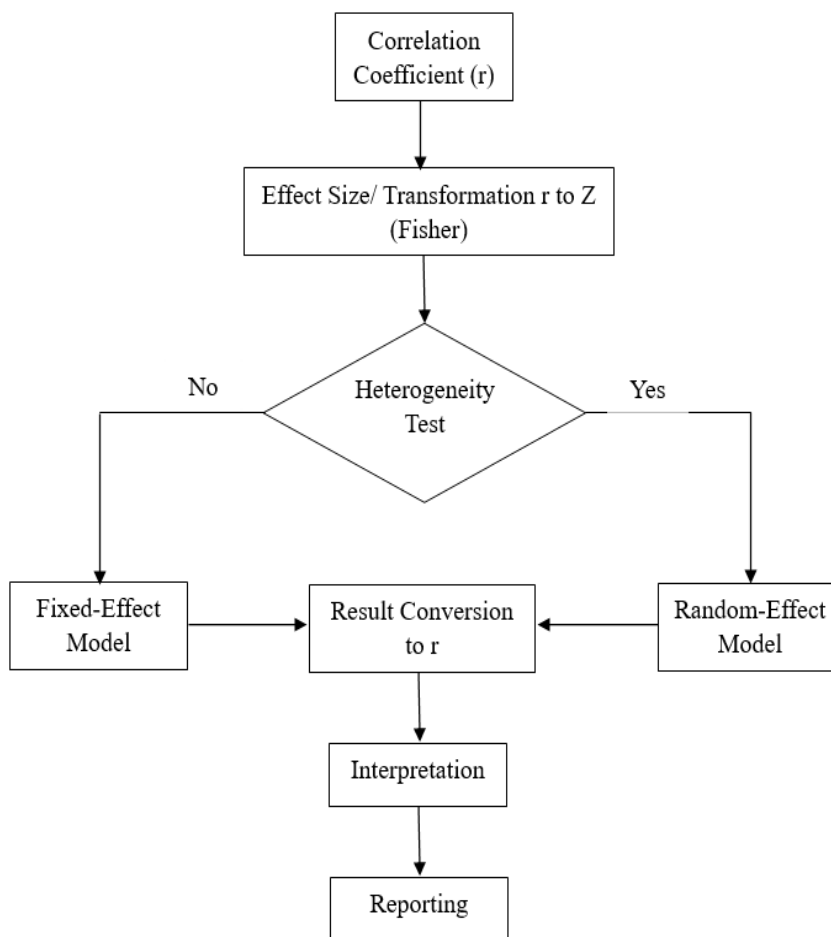 Correlation
Coefficient (r)
Effect Size/ Transformation r to Z
(Fisher)
No
Heterogeneity
Test
Yes
Fixed-Effect
Model
Result Conversion
to r
Random-Effect
Model
Interpretation
Reporting